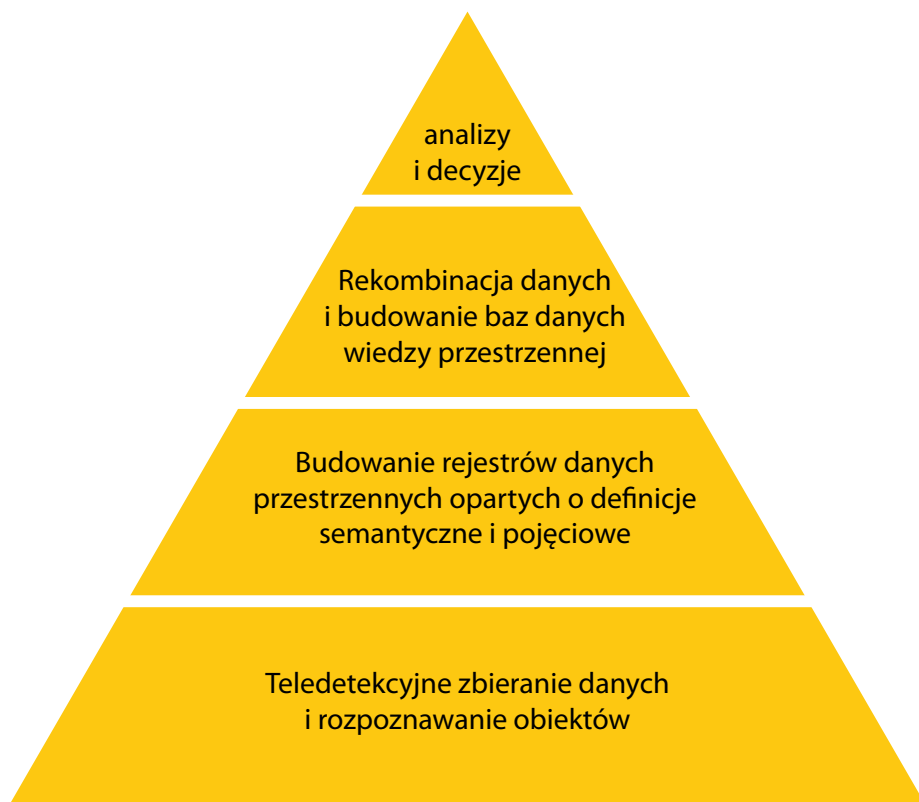 analizy
i decyzje
Rekombinacja danych
i budowanie baz danych
wiedzy przestrzennej
Budowanie rejestrów danych
przestrzennych opartych o definicje
semantyczne i pojęciowe
Teledetekcyjne zbieranie danych
i rozpoznawanie obiektów